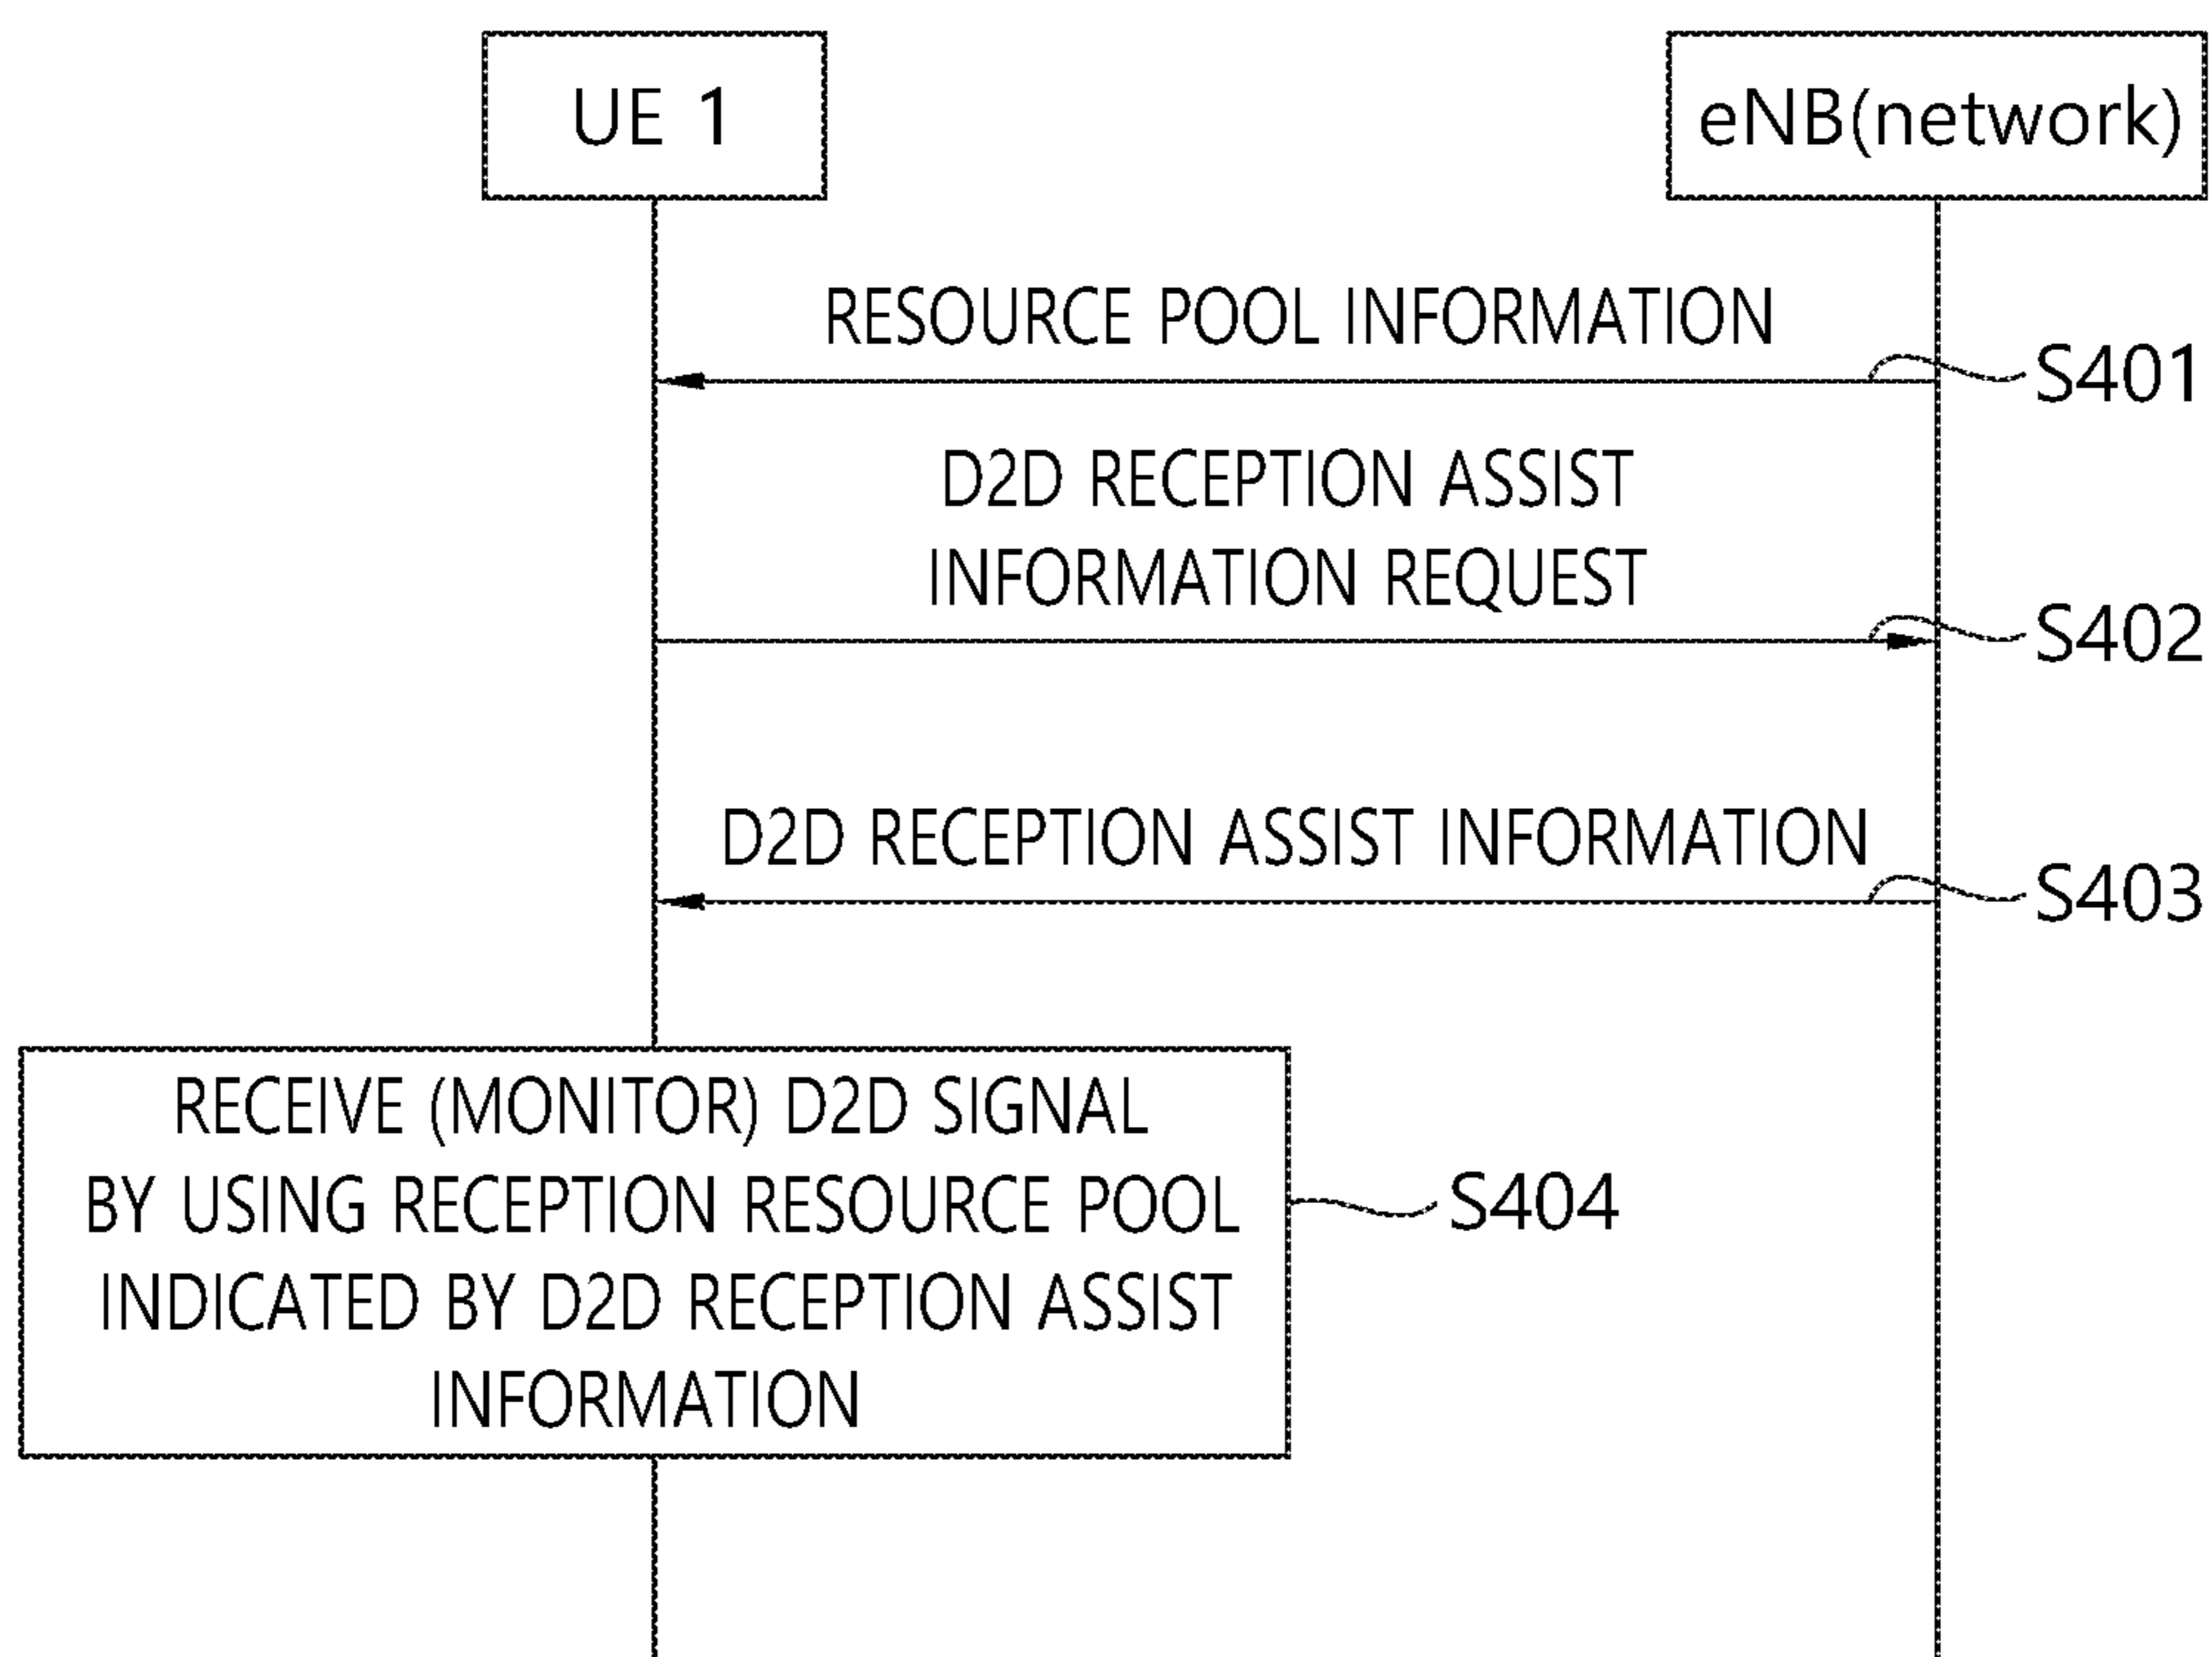 UE 1
eNB(network)
RESOURCE POOL INFORMATION
S401
D2D RECEPTION ASSIST
INFORMATION REQUEST
S402
D2D RECEPTION ASSIST INFORMATION
S403
RECEIVE (MONITOR) D2D SIGNAL
BY USING RECEPTION RESOURCE POOL
INDICATED BY D2D RECEPTION ASSIST
INFORMATION
S404